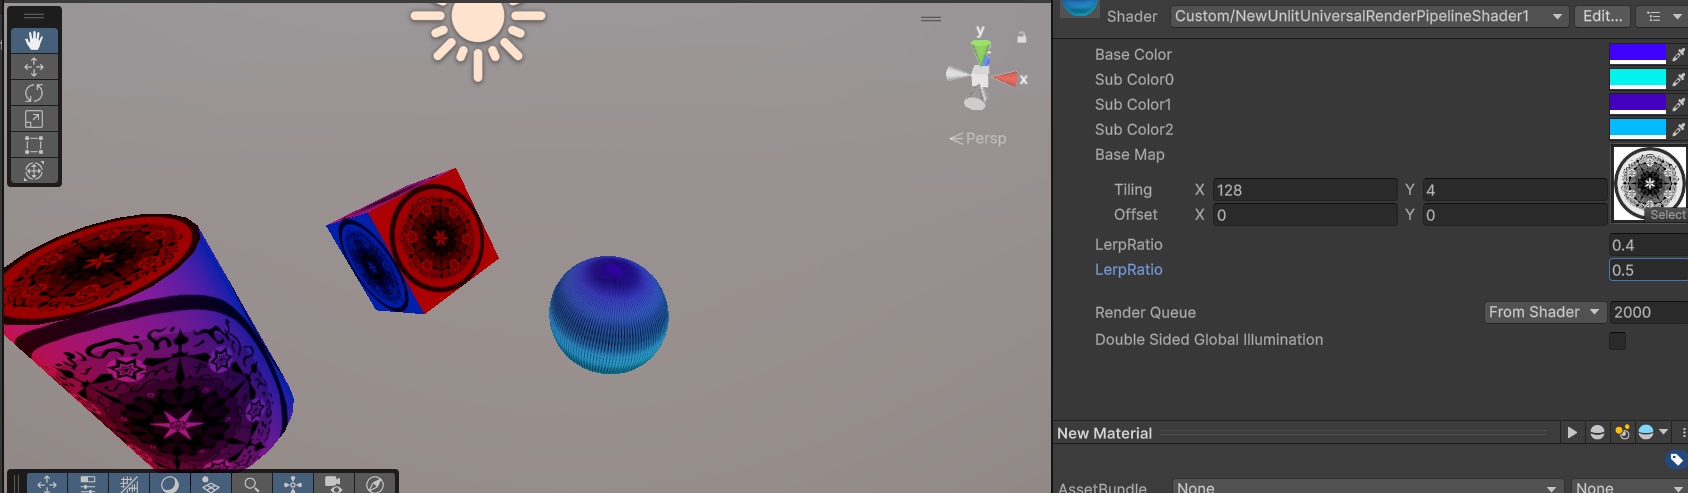 Shader Custom/NewUnlitUniversalRenderPipelineShader1 Edit...
y
x
Persp
Base Color
Sub Color0
Sub Color1
Sub Color2
Base Map
Tiling X 128 Y 4
Offset X 0 Y 0
Select
LerpRatio 0.4
LerpRatio 0.5
Render Queue From Shader 2000
Double Sided Global Illumination
New Material
AssetBundle None None